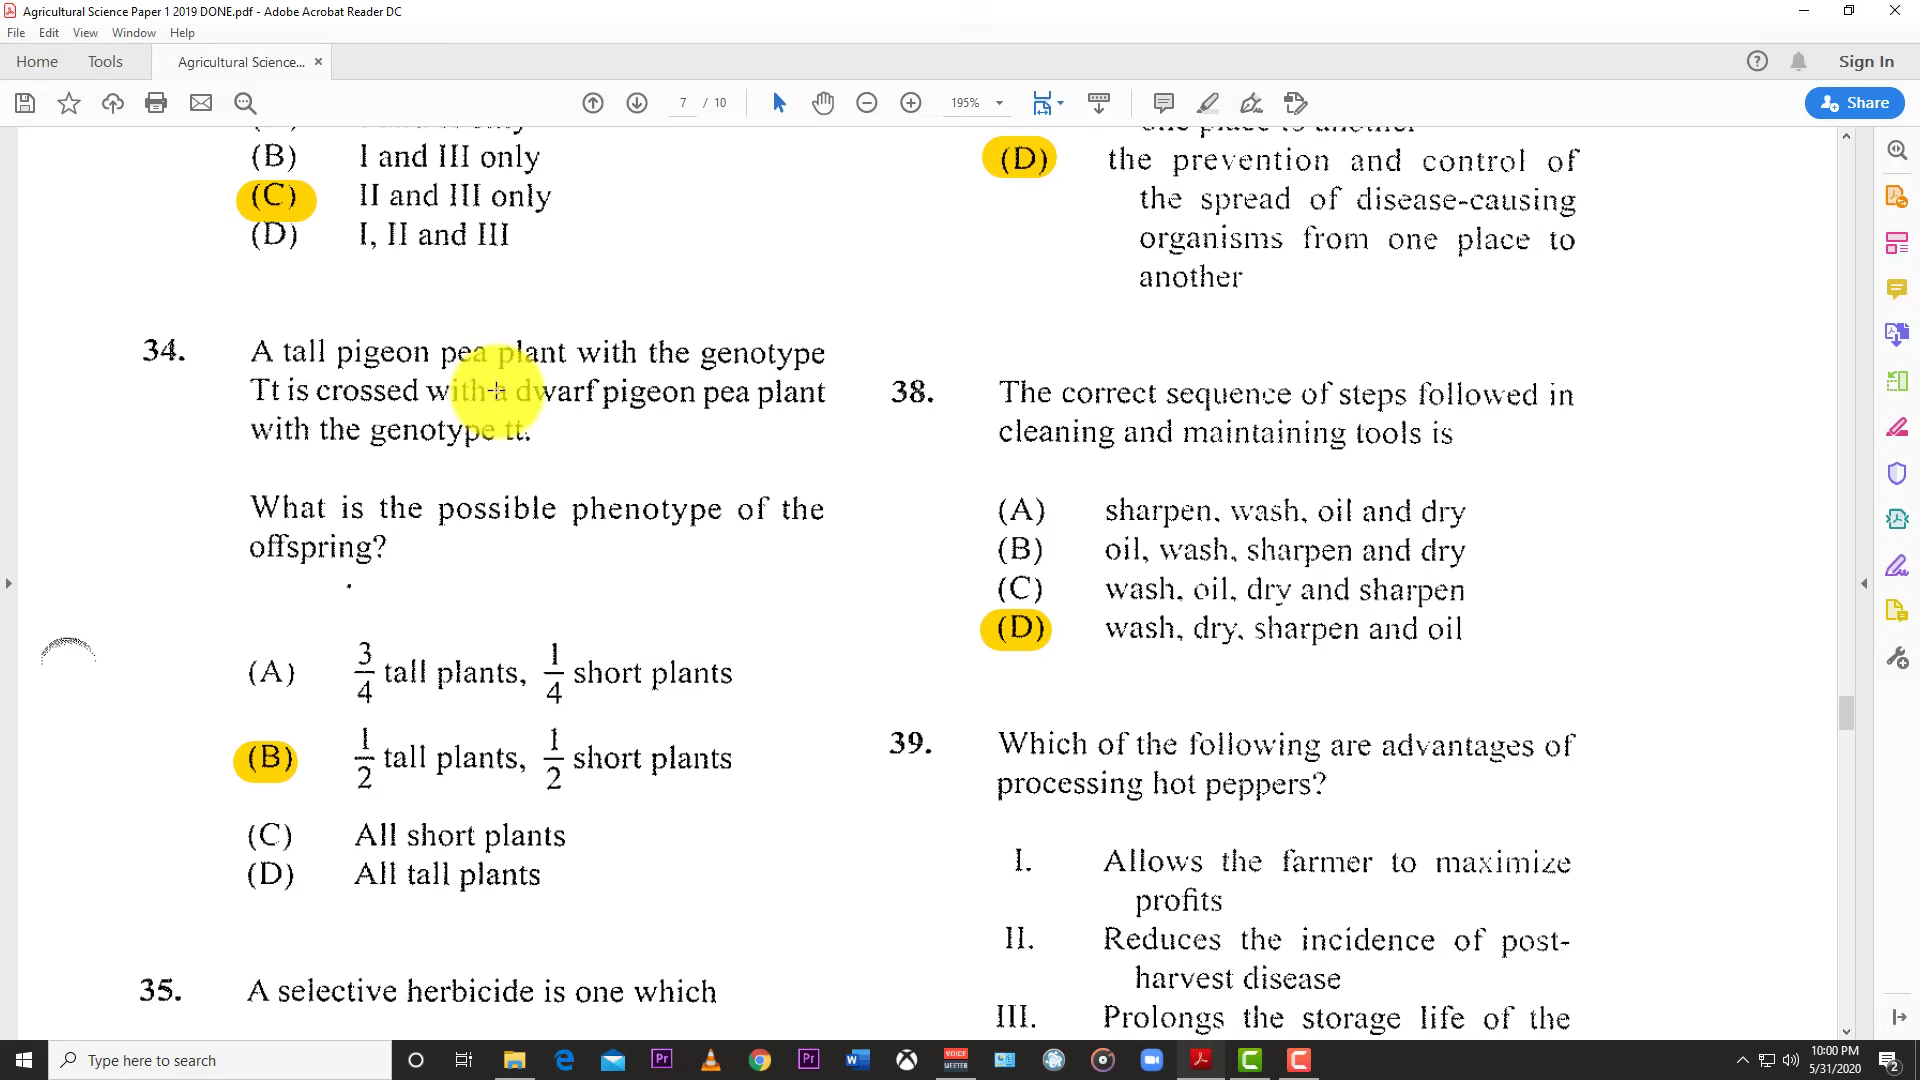 Agricultural Science Paper 1 2019 DONE.pdf - Adobe Acrobat Reader DC
File Edit View Window Help
Home Tools Agricultural Science... × Sign In
7 / 10 195% Share
(B) I and III only
(C) II and III only
(D) I, II and III
34. A tall pigeon pea plant with the genotype
Tt is crossed with a dwarf pigeon pea plant
with the genotype tt.
What is the possible phenotype of the
offspring?
(A) 3/4 tall plants, 1/4 short plants
(B) 1/2 tall plants, 1/2 short plants
(C) All short plants
(D) All tall plants
35. A selective herbicide is one which
one place to another
(D) the prevention and control of
the spread of disease-causing
organisms from one place to
another
38. The correct sequence of steps followed in
cleaning and maintaining tools is
(A) sharpen, wash, oil and dry
(B) oil, wash, sharpen and dry
(C) wash, oil, dry and sharpen
(D) wash, dry, sharpen and oil
39. Which of the following are advantages of
processing hot peppers?
I. Allows the farmer to maximize
profits
II. Reduces the incidence of post-
harvest disease
III. Prolongs the storage life of the
Type here to search
VOICE
MEETER
10:00 PM
5/31/2020
2